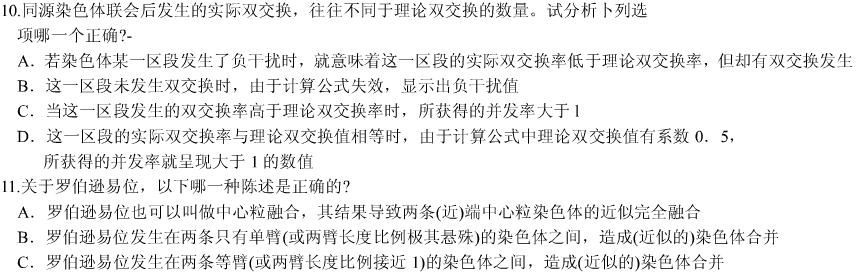 10.同源染色体联会后发生的实际双交换，往往不同于理论双交换的数量。试分析卜列选
项哪一个正确?-
A．若染色体某一区段发生了负干扰时，就意味着这一区段的实际双交换率低于理论双交换率，但却有双交换发生
B．这一区段未发生双交换时，由于计算公式失效，显示出负干扰值
C．当这一区段发生的双交换率高于理论双交换率时，所获得的并发率大于l
D．这一区段的实际双交换率与理论双交换值相等时，由于计算公式中理论双交换值有系数 0．5，
所获得的并发率就呈现大于 1 的数值
11.关于罗伯逊易位，以下哪一种陈述是正确的?
A．罗伯逊易位也可以叫做中心粒融合，其结果导致两条(近)端中心粒染色体的近似完全融合
B．罗伯逊易位发生在两条只有单臂(或两臂长度比例极其悬殊)的染色体之间，造成(近似的)染色体合并
C．罗伯逊易位发生在两条等臂(或两臂长度比例接近 1)的染色体之间，造成(近似的)染色体合并